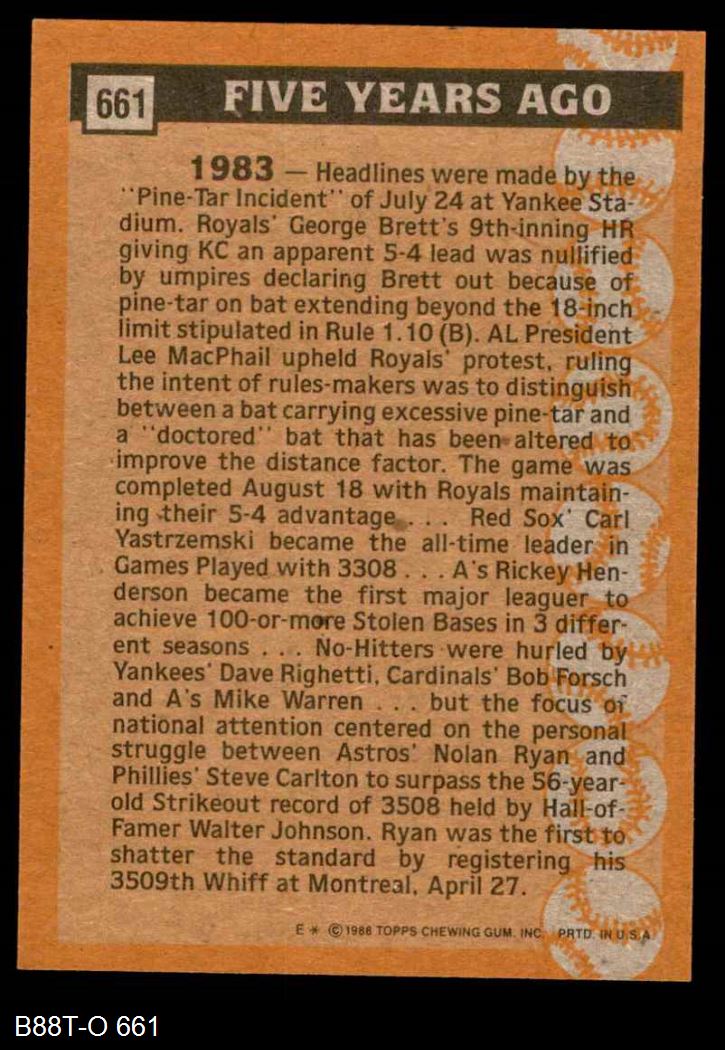 661
FIVE YEARS AGO
1983 — Headlines were made by the
"Pine-Tar Incident" of July 24 at Yankee Sta-
dium. Royals' George Brett's 9th-inning HR
giving KC an apparent 5-4 lead was nullified
by umpires declaring Brett out because of
pine-tar on bat extending beyond the 18-inch
limit stipulated in Rule 1.10 (B). AL President
Lee MacPhail upheld Royals' protest, ruling
the intent of rules-makers was to distinguish
between a bat carrying excessive pine-tar and
a "doctored" bat that has been altered to
improve the distance factor. The game was
completed August 18 with Royals maintain-
ing their 5-4 advantage . . . Red Sox' Carl
Yastrzemski became the all-time leader in
Games Played with 3308 . . . A's Rickey Hen-
derson became the first major leaguer to
achieve 100-or-more Stolen Bases in 3 differ-
ent seasons . . . No-Hitters were hurled by
Yankees' Dave Righetti, Cardinals' Bob Forsch
and A's Mike Warren . . . but the focus of
national attention centered on the personal
struggle between Astros' Nolan Ryan and
Phillies' Steve Carlton to surpass the 56-year-
old Strikeout record of 3508 held by Hall-of-
Famer Walter Johnson. Ryan was the first to
shatter the standard by registering his
3509th Whiff at Montreal, April 27.
E * © 1988 TOPPS CHEWING GUM, INC. PRTD. IN U.S.A.
B88T-O 661